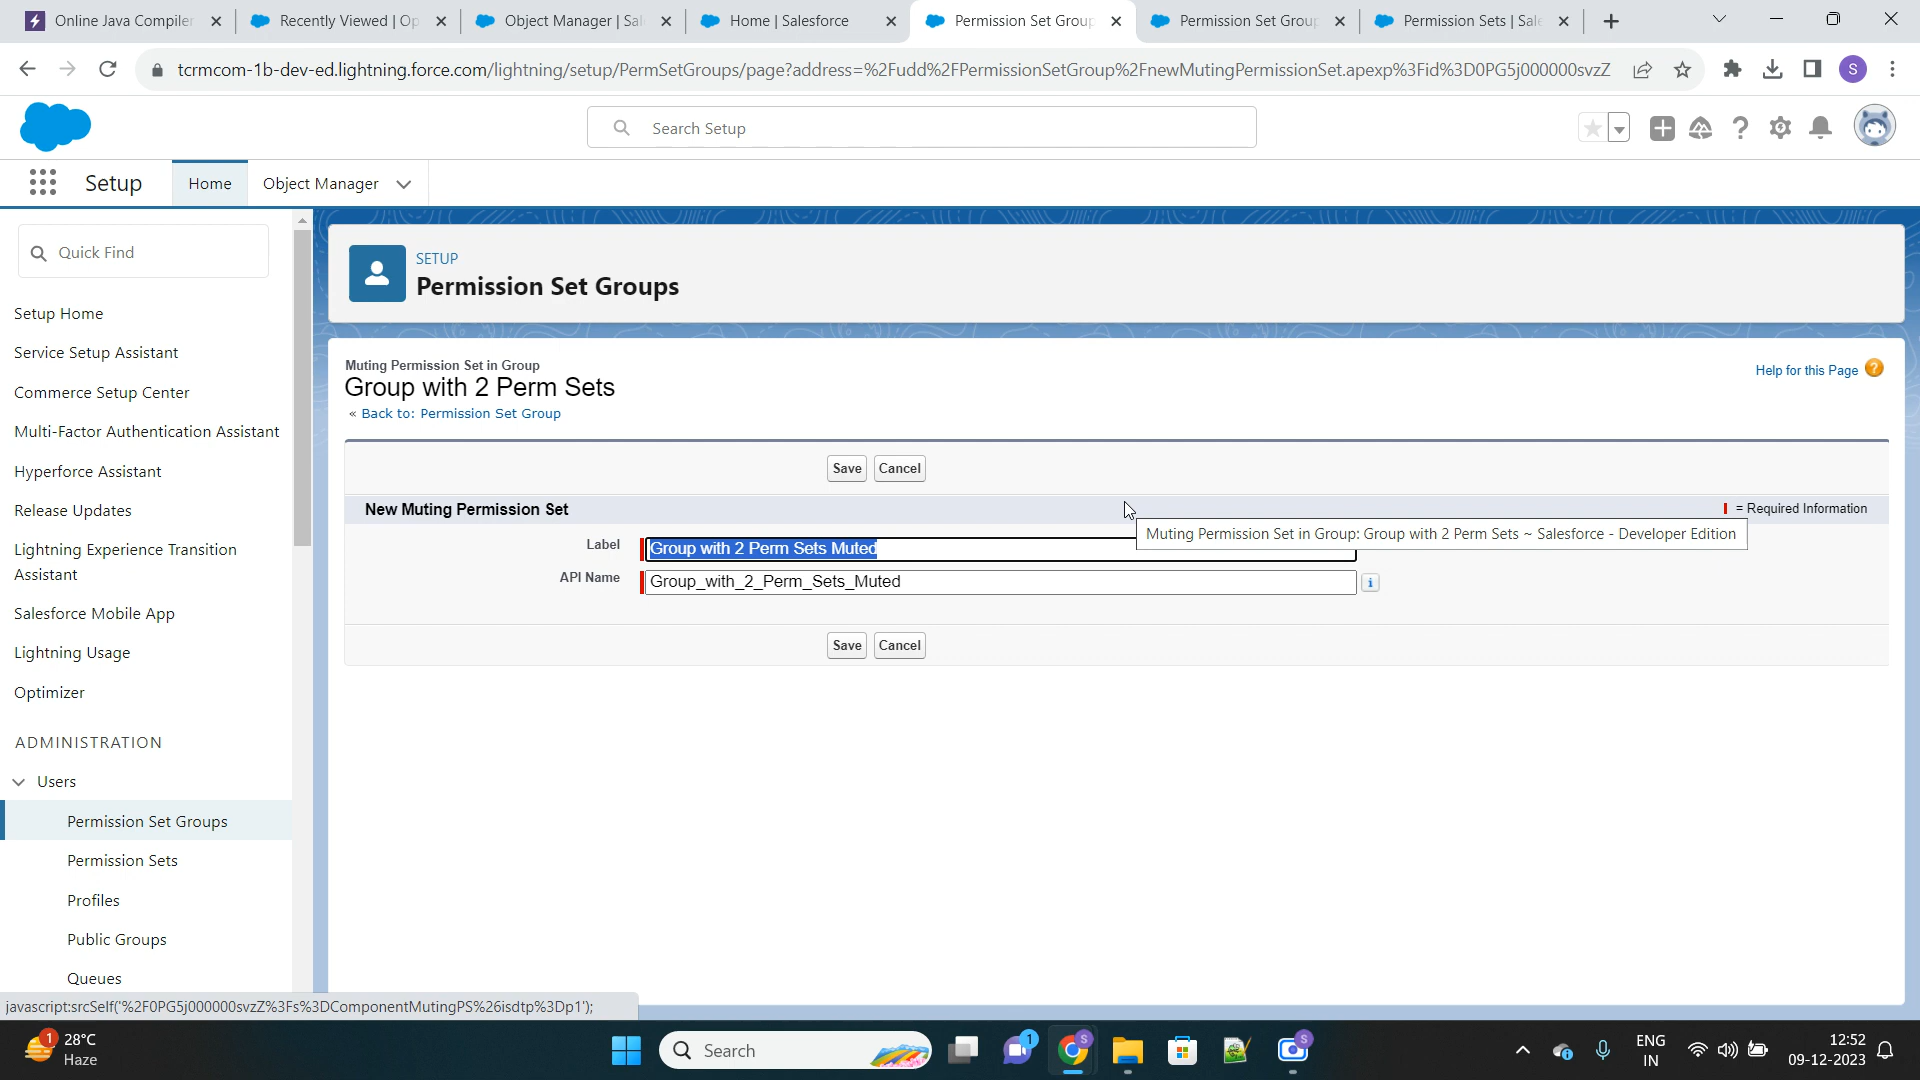 Online Java Compiler
Recently Viewed | Op
Object Manager | Sal
Home | Salesforce
Permission Set Group
Permission Set Group
Permission Sets | Sale
tcrmcom-1b-dev-ed.lightning.force.com/lightning/setup/PermSetGroups/page?address=%2Fudd%2FPermissionSetGroup%2FnewMutingPermissionSet.apexp%3Fid%3D0PG5j000000svzZ
S
Search Setup
Setup
Home
Object Manager
Quick Find
Setup Home
Service Setup Assistant
Commerce Setup Center
Multi-Factor Authentication Assistant
Hyperforce Assistant
Release Updates
Lightning Experience Transition
Assistant
Salesforce Mobile App
Lightning Usage
Optimizer
ADMINISTRATION
Users
Permission Set Groups
Permission Sets
Profiles
Public Groups
Queues
SETUP
Permission Set Groups
Muting Permission Set in Group
Group with 2 Perm Sets
« Back to: Permission Set Group
Help for this Page
Save Cancel
New Muting Permission Set
= Required Information
Muting Permission Set in Group: Group with 2 Perm Sets ~ Salesforce - Developer Edition
Label
Group with 2 Perm Sets Muted
API Name
Group_with_2_Perm_Sets_Muted
i
Save Cancel
javascript:srcSelf('%2F0PG5j000000svzZ%3Fs%3DComponentMutingPS%26isdtp%3Dp1');
1
28°C
Haze
Search
1
S
S
ENG
IN
12:52
09-12-2023